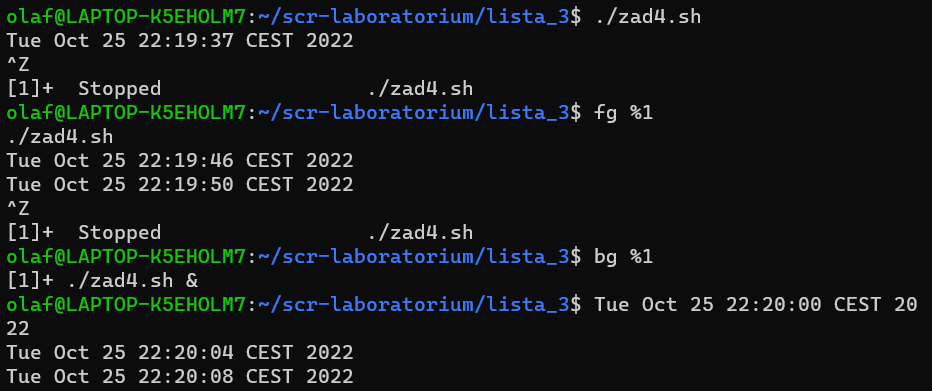 olaf@LAPTOP-K5EHOLM7:~/scr-laboratorium/lista_3$ ./zad4.sh
Tue Oct 25 22:19:37 CEST 2022
^Z
[1]+  Stopped                 ./zad4.sh
olaf@LAPTOP-K5EHOLM7:~/scr-laboratorium/lista_3$ fg %1
./zad4.sh
Tue Oct 25 22:19:46 CEST 2022
Tue Oct 25 22:19:50 CEST 2022
^Z
[1]+  Stopped                 ./zad4.sh
olaf@LAPTOP-K5EHOLM7:~/scr-laboratorium/lista_3$ bg %1
[1]+ ./zad4.sh &
olaf@LAPTOP-K5EHOLM7:~/scr-laboratorium/lista_3$ Tue Oct 25 22:20:00 CEST 20
22
Tue Oct 25 22:20:04 CEST 2022
Tue Oct 25 22:20:08 CEST 2022